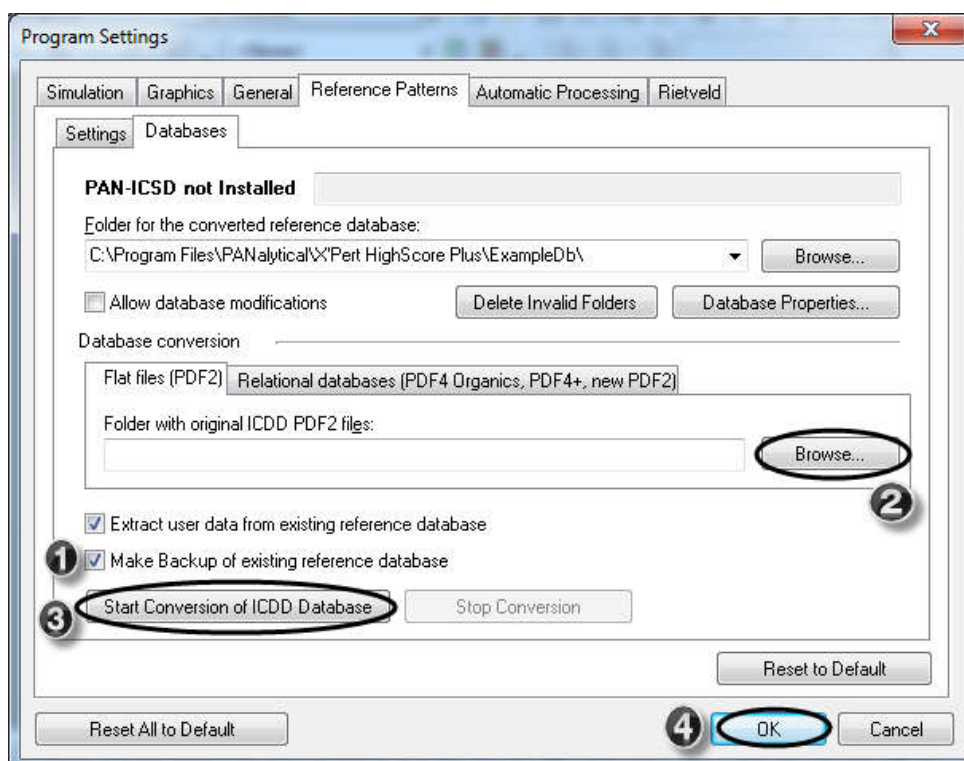 Program Settings
X
Simulation Graphics General Reference Patterns Automatic Processing Rietveld
Settings Databases
PAN-ICSD not Installed
Folder for the converted reference database:
C:\Program Files\PANalytical\X'Pert HighScore Plus\ExampleDb\ Browse...
Allow database modifications Delete Invalid Folders Database Properties...
Database conversion
Flat files (PDF2) Relational databases (PDF4 Organics, PDF4+, new PDF2)
Folder with original ICDD PDF2 files:
Browse...
2
Extract user data from existing reference database
1 Make Backup of existing reference database
3 Start Conversion of ICDD Database Stop Conversion
Reset to Default
Reset All to Default 4 OK Cancel